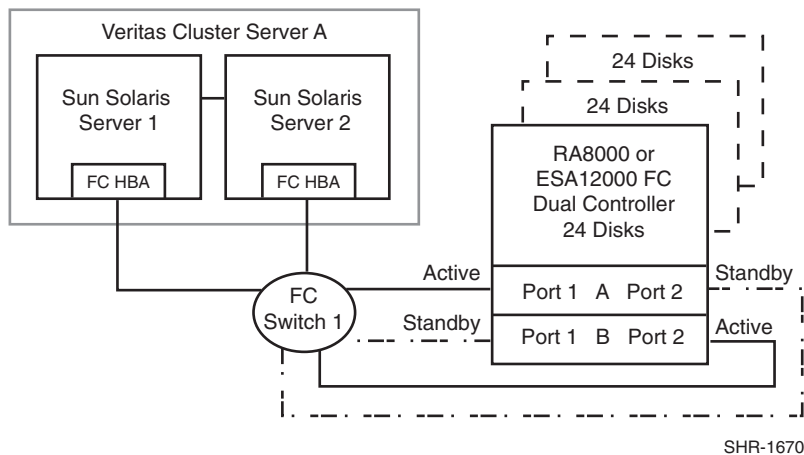 Veritas Cluster Server A
Sun Solaris
Server 1
FC HBA
Sun Solaris
Server 2
FC HBA
24 Disks
24 Disks
RA8000 or
ESA12000 FC
Dual Controller
24 Disks
FC
Switch 1
Active
Port 1 A Port 2
Standby
Standby
Port 1 B Port 2
Active
SHR-1670